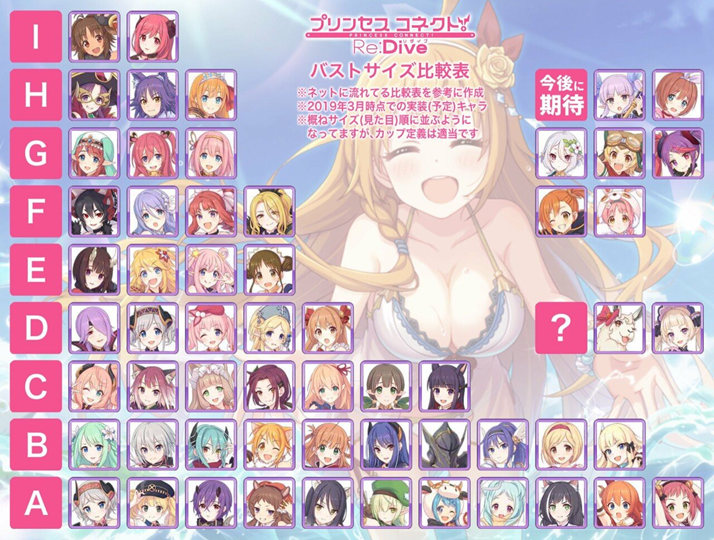 プリンセスコネクト!
PRINCESS CONNECT!
Re:Dive
バストサイズ比較表
※ネットに流れてる比較表を参考に作成
※2019年3月時点での実装(予定)キャラ
※概ねサイズ(見た目)順に並ぶように
なってますが、カップ定義は適当です
I
H
今後に
期待
G
F
E
D
?
C
B
A